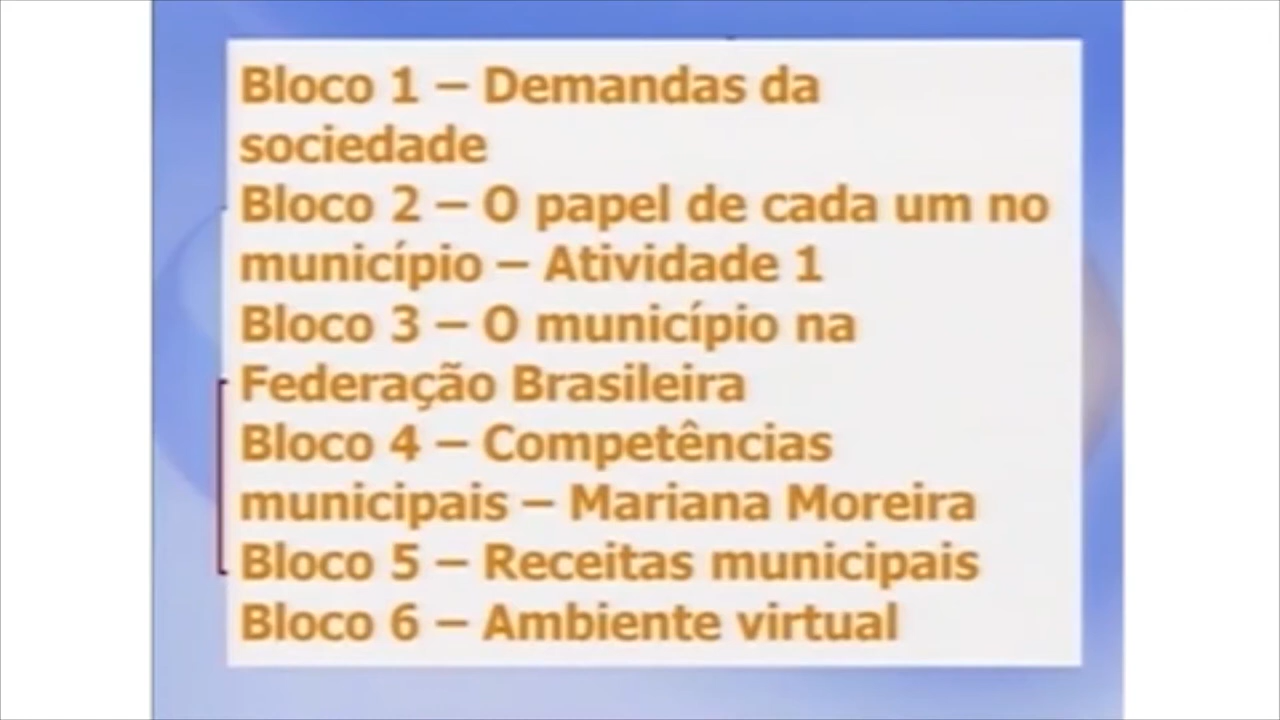 Bloco 1 – Demandas da
sociedade
Bloco 2 – O papel de cada um no
município – Atividade 1
Bloco 3 – O município na
Federação Brasileira
Bloco 4 – Competências
municipais – Mariana Moreira
Bloco 5 – Receitas municipais
Bloco 6 – Ambiente virtual